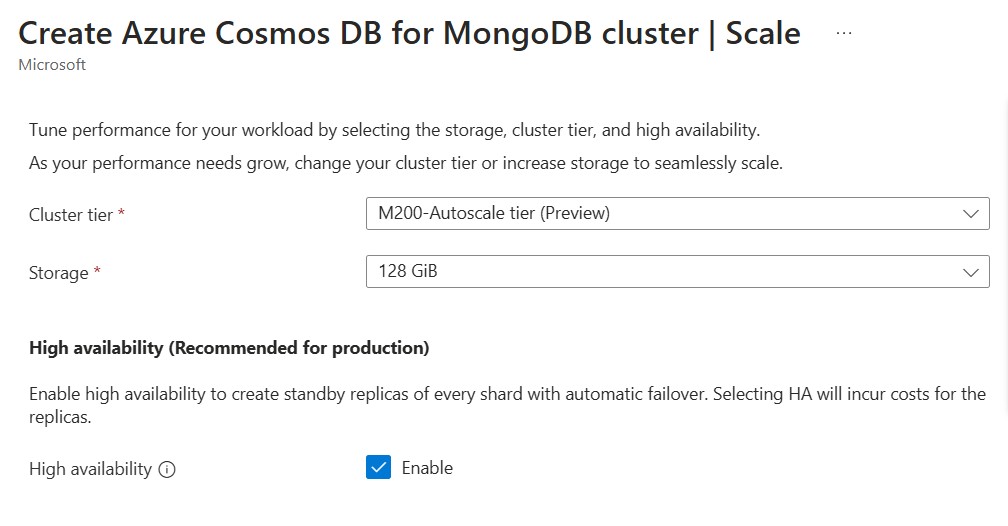 Create Azure Cosmos DB for MongoDB cluster | Scale ...
Microsoft
Tune performance for your workload by selecting the storage, cluster tier, and high availability.
As your performance needs grow, change your cluster tier or increase storage to seamlessly scale.
Cluster tier * M200-Autoscale tier (Preview)
Storage * 128 GiB
High availability (Recommended for production)
Enable high availability to create standby replicas of every shard with automatic failover. Selecting HA will incur costs for the
replicas.
High availability Enable